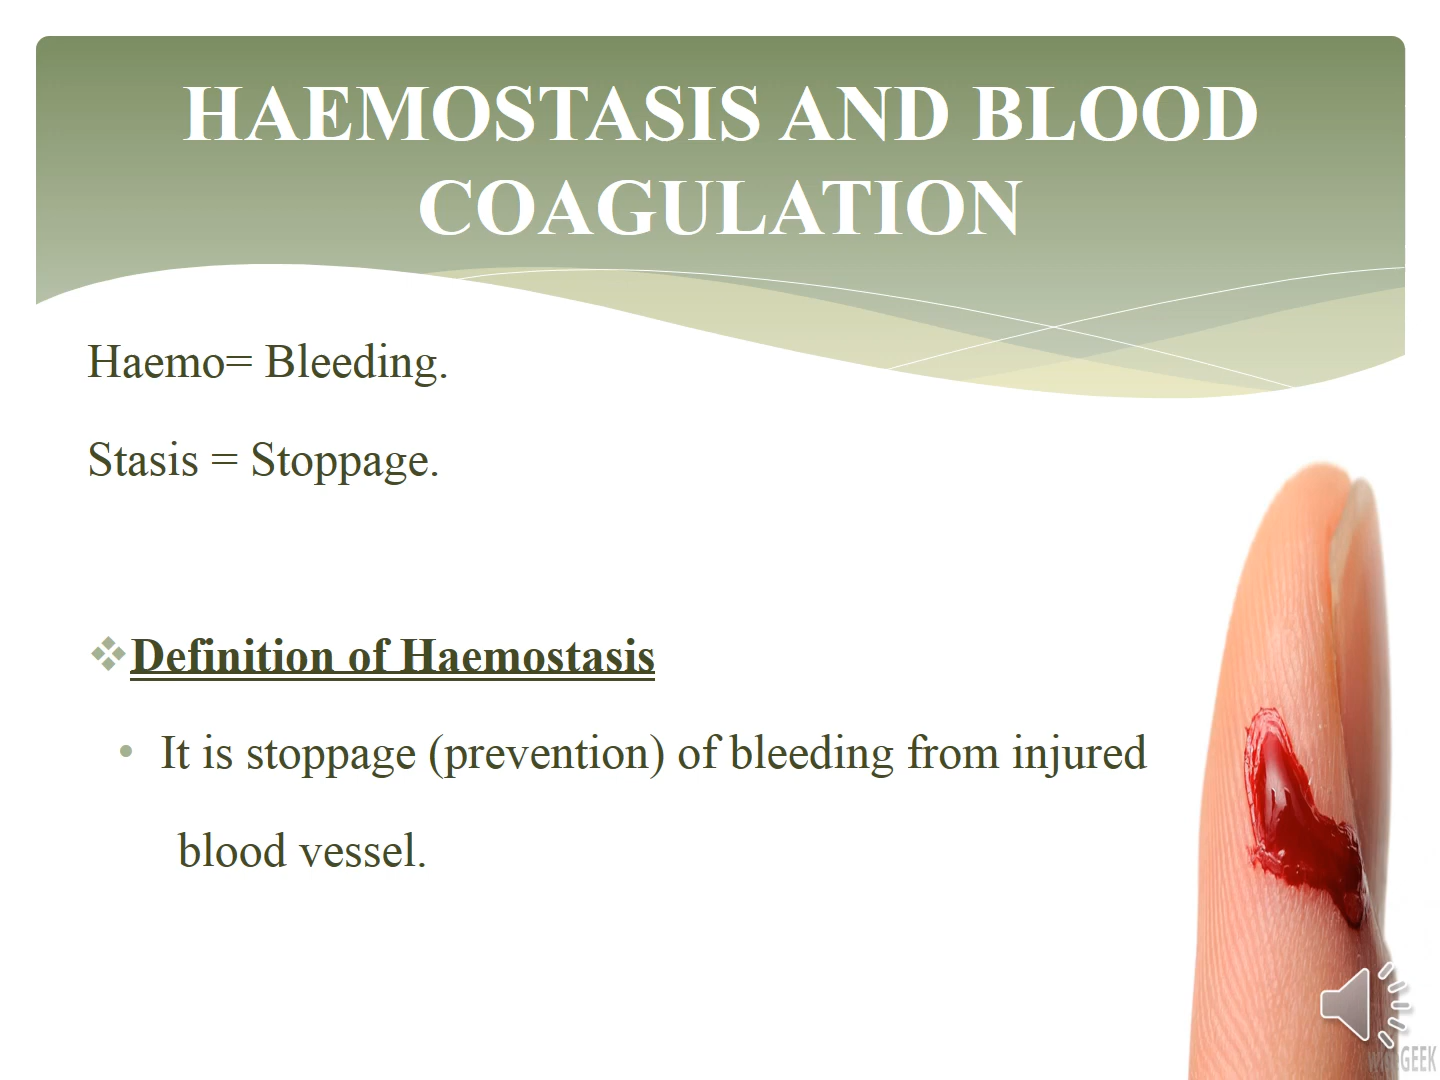 HAEMOSTASIS AND BLOOD
COAGULATION
Haemo= Bleeding.
Stasis = Stoppage.
Definition of Haemostasis
It is stoppage (prevention) of bleeding from injured
blood vessel.
wiseGEEK